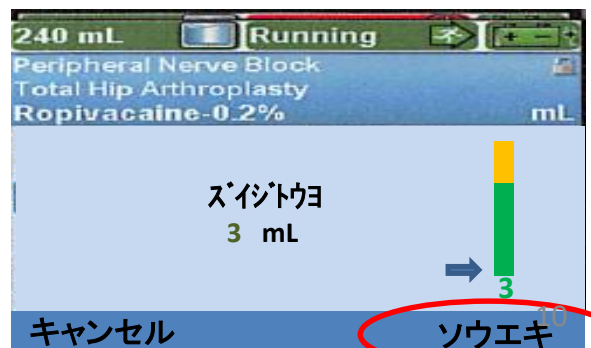 240 mL Running
Peripheral Nerve Block
Total Hip Arthroplasty
Ropivacaine-0.2% mL
ズイジトウヨ
3 mL
3
キャンセル ソウエキ
10